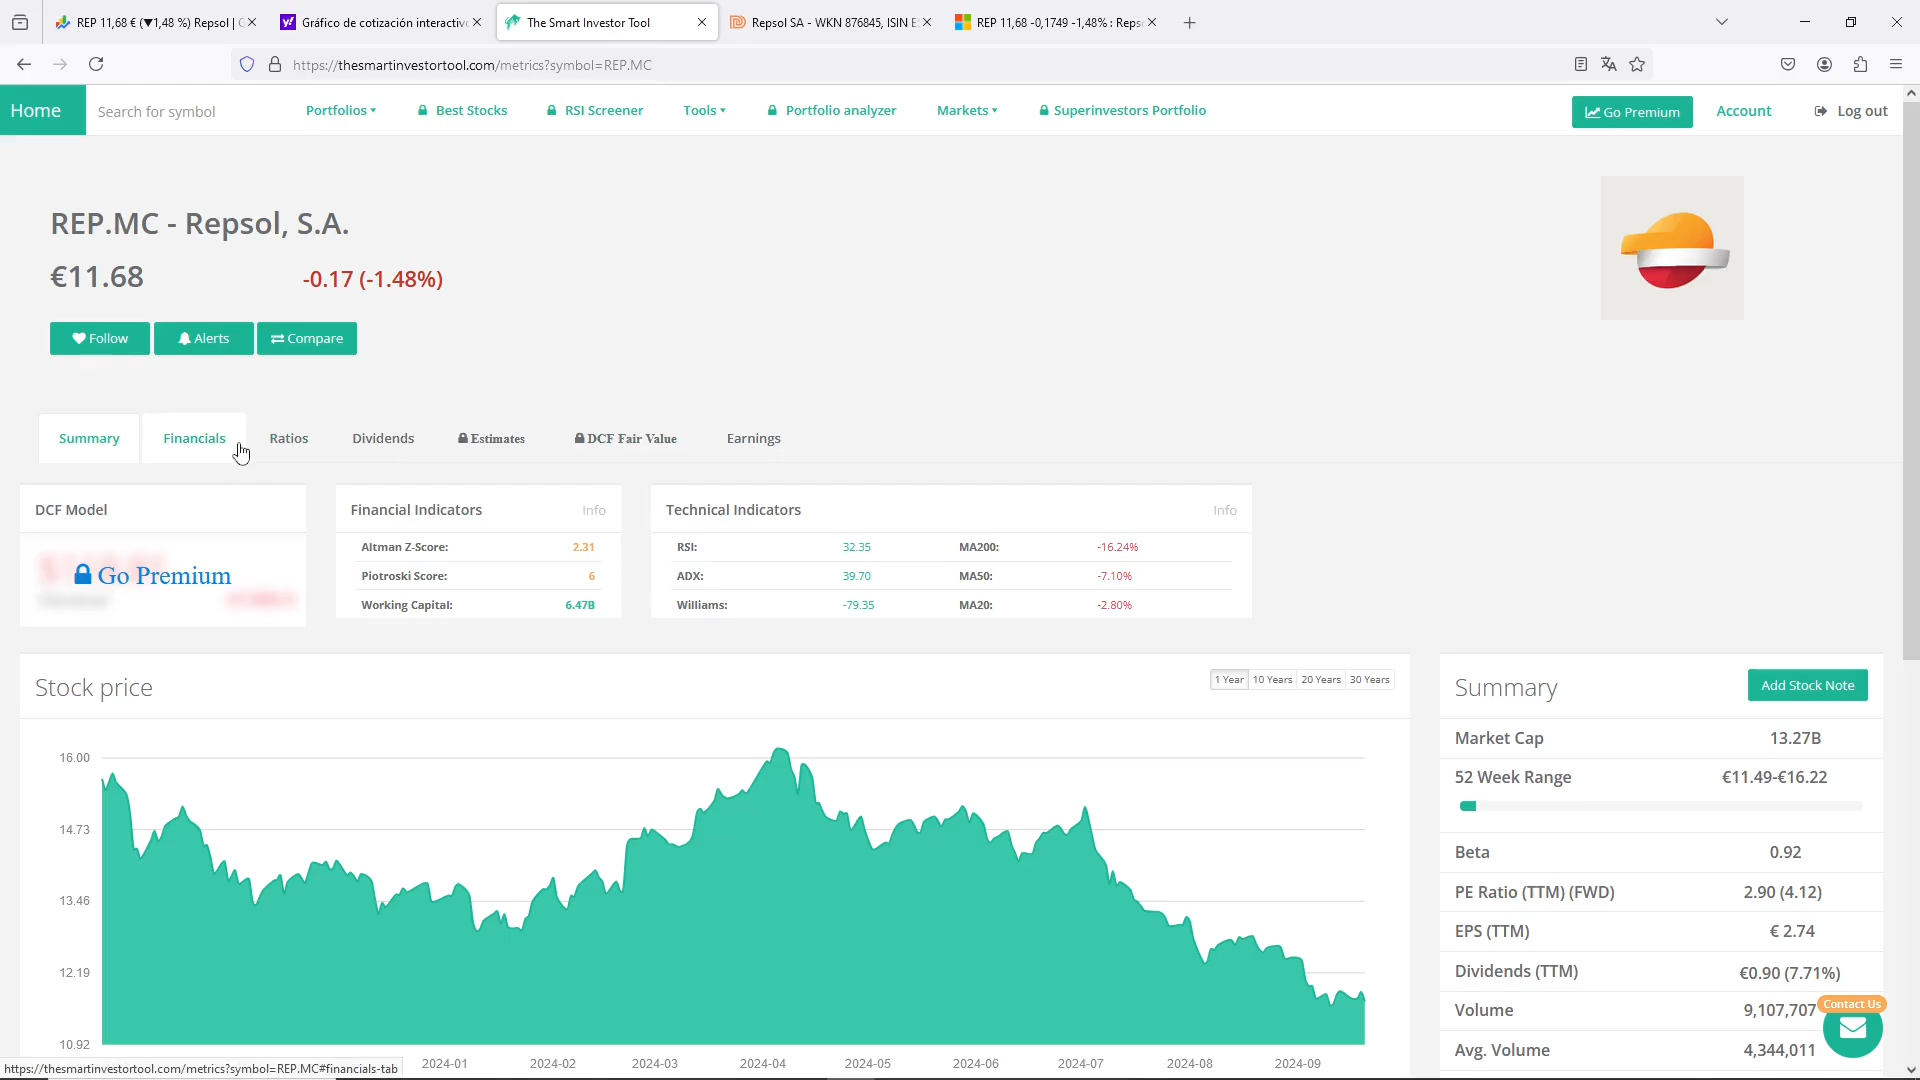 REP 11,68 € (▼1,48 %) Repsol |
Gráfico de cotización interactivo
The Smart Investor Tool
Repsol SA - WKN 876845, ISIN E
REP 11,68 -0,1749 -1,48% : Reps
https://thesmartinvestortool.com/metrics?symbol=REP.MC
Home
Search for symbol
Portfolios
Best Stocks
RSI Screener
Tools
Portfolio analyzer
Markets
Superinvestors Portfolio
Go Premium
Account
Log out
REP.MC - Repsol, S.A.
€11.68
-0.17 (-1.48%)
Follow
Alerts
Compare
Summary
Financials
Ratios
Dividends
Estimates
DCF Fair Value
Earnings
DCF Model
Go Premium
Financial Indicators
Info
Altman Z-Score: 2.31
Piotroski Score: 6
Working Capital: 6.47B
Technical Indicators
Info
RSI: 32.35 MA200: -16.24%
ADX: 39.70 MA50: -7.10%
Williams: -79.35 MA20: -2.80%
Stock price
1 Year
10 Years
20 Years
30 Years
16.00
14.73
13.46
12.19
10.92
2024-01 2024-02 2024-03 2024-04 2024-05 2024-06 2024-07 2024-08 2024-09
Summary
Add Stock Note
Market Cap 13.27B
52 Week Range €11.49-€16.22
Beta 0.92
PE Ratio (TTM) (FWD) 2.90 (4.12)
EPS (TTM) € 2.74
Dividends (TTM) €0.90 (7.71%)
Volume 9,107,707
Avg. Volume 4,344,011
Contact Us
https://thesmartinvestortool.com/metrics?symbol=REP.MC#financials-tab